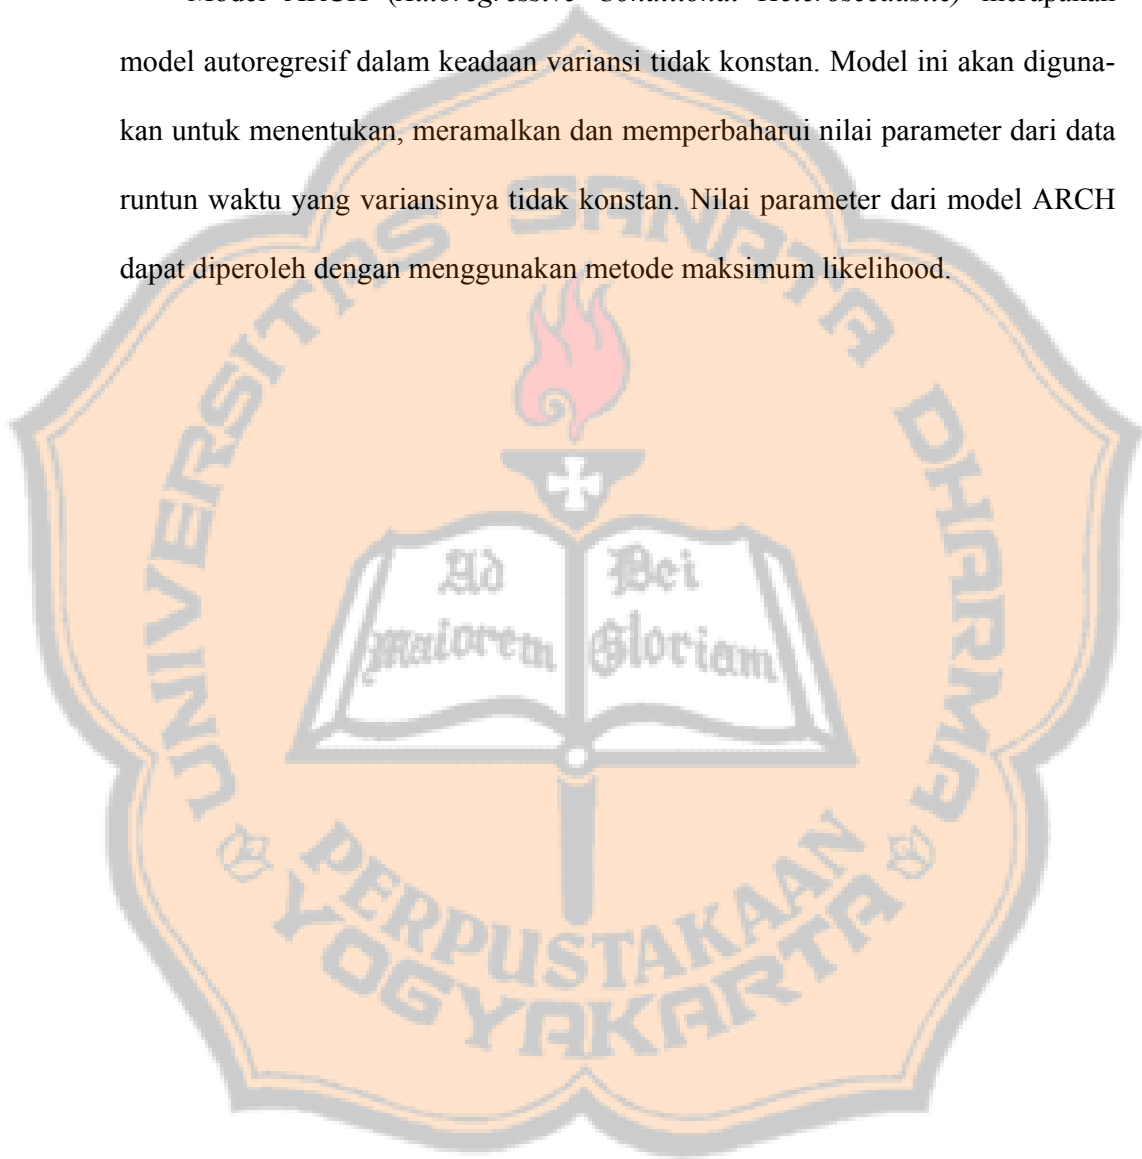 Model ARCH (Autoregressive Conditional Heteroscedastic) merupakan
model autoregresif dalam keadaan variansi tidak konstan. Model ini akan diguna-
kan untuk menentukan, meramalkan dan memperbaharui nilai parameter dari data
runtun waktu yang variansinya tidak konstan. Nilai parameter dari model ARCH
dapat diperoleh dengan menggunakan metode maksimum likelihood.
UNIVERSITAS SANATA DHARMA
Ad
Maiorem
Dei
Gloriam
PERPUSTAKAAN
YOGYAKARTA